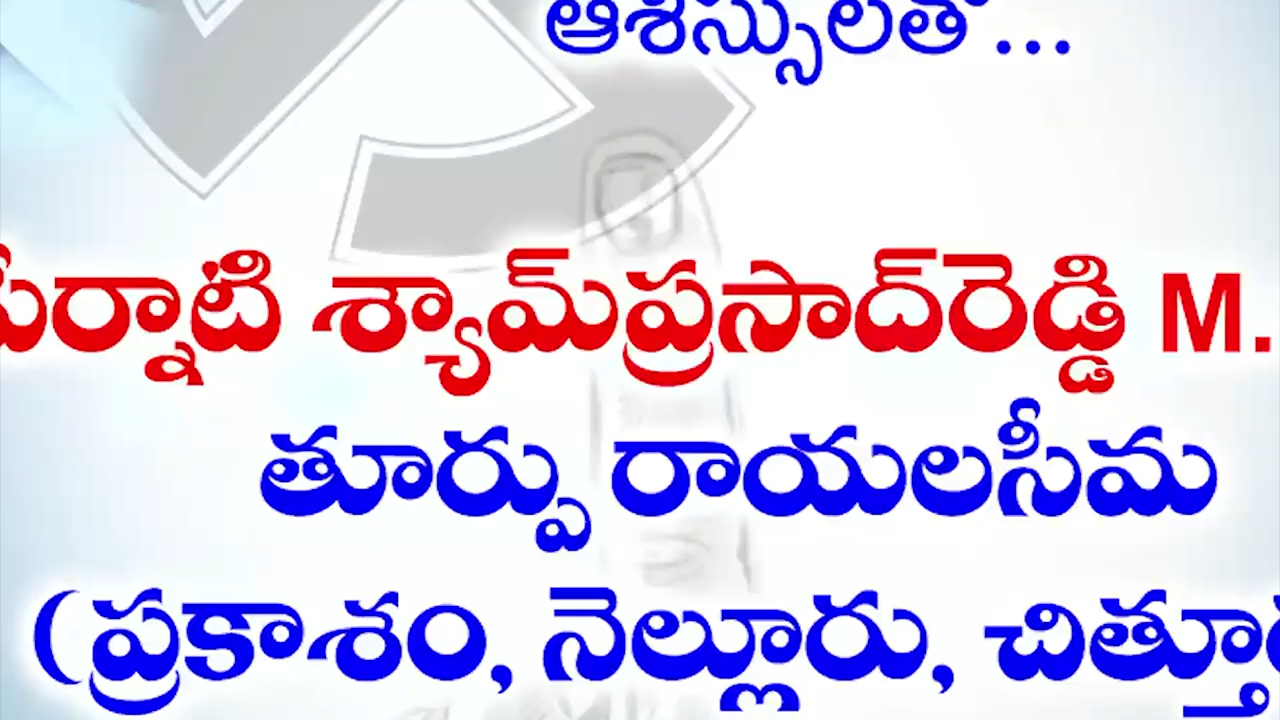 ఆశీస్సులతో...
పేర్నాటి శ్యామ్‌ప్రసాద్‌రెడ్డి M.
తూర్పు రాయలసీమ
(ప్రకాశం, నెల్లూరు, చిత్తూ